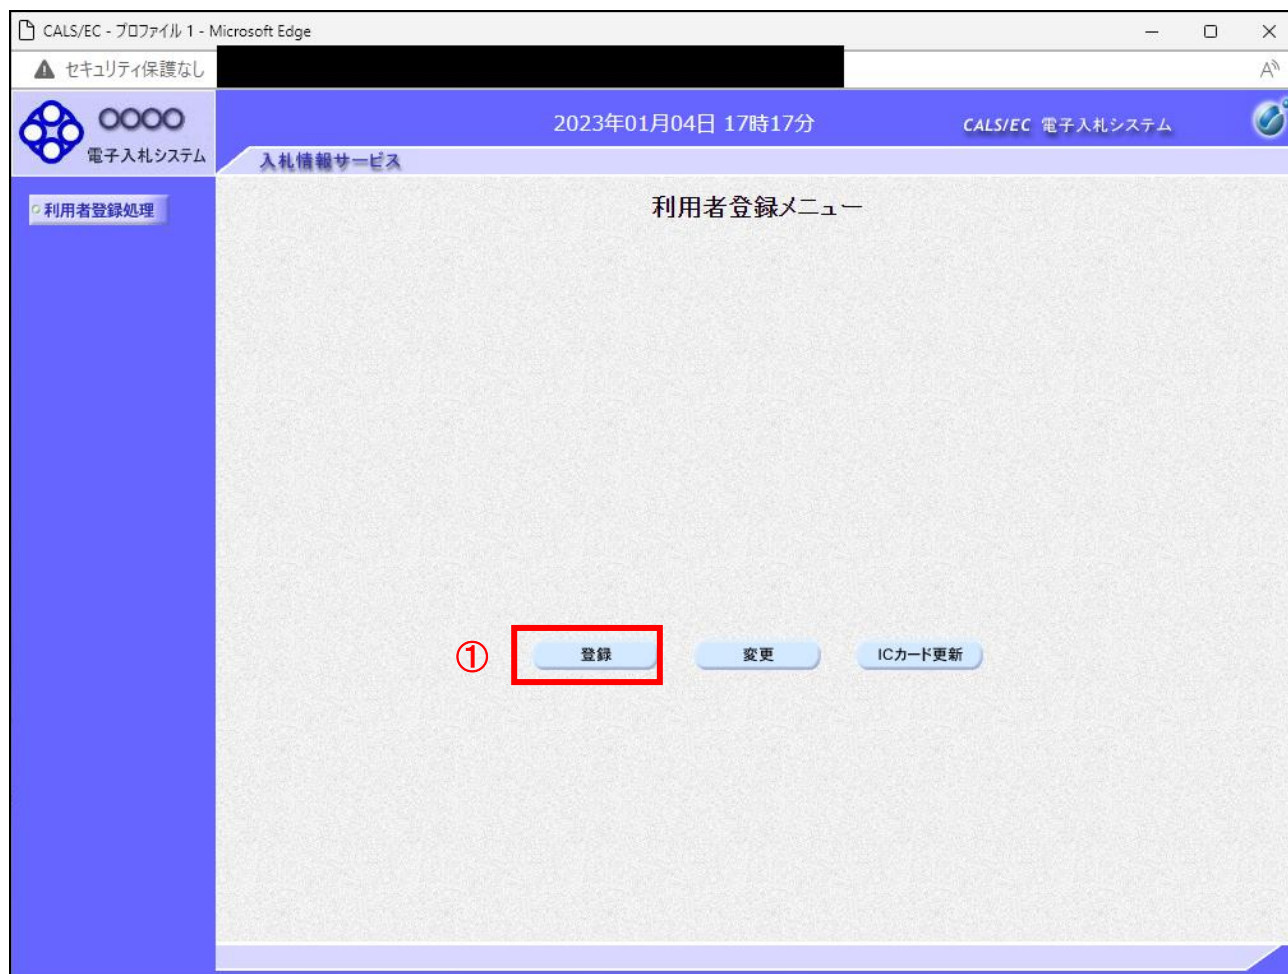 CALS/EC - プロファイル 1 - Microsoft Edge
セキュリティ保護なし
○○○○
電子入札システム
2023年01月04日 17時17分
CALS/EC 電子入札システム
入札情報サービス
利用者登録処理
利用者登録メニュー
① 登録 変更 ICカード更新